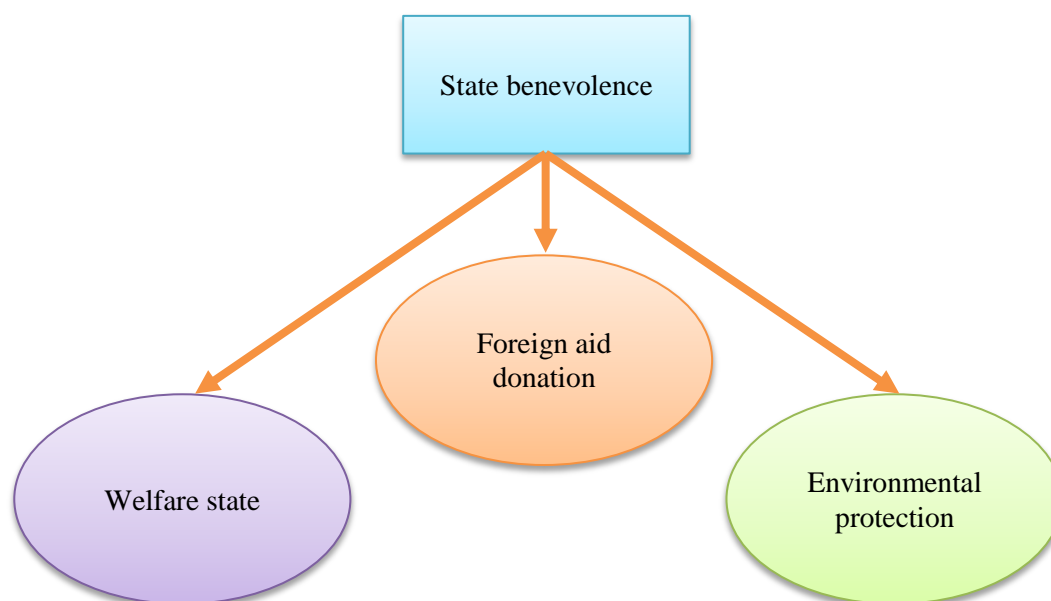 State benevolence
Foreign aid
donation
Welfare state
Environmental
protection